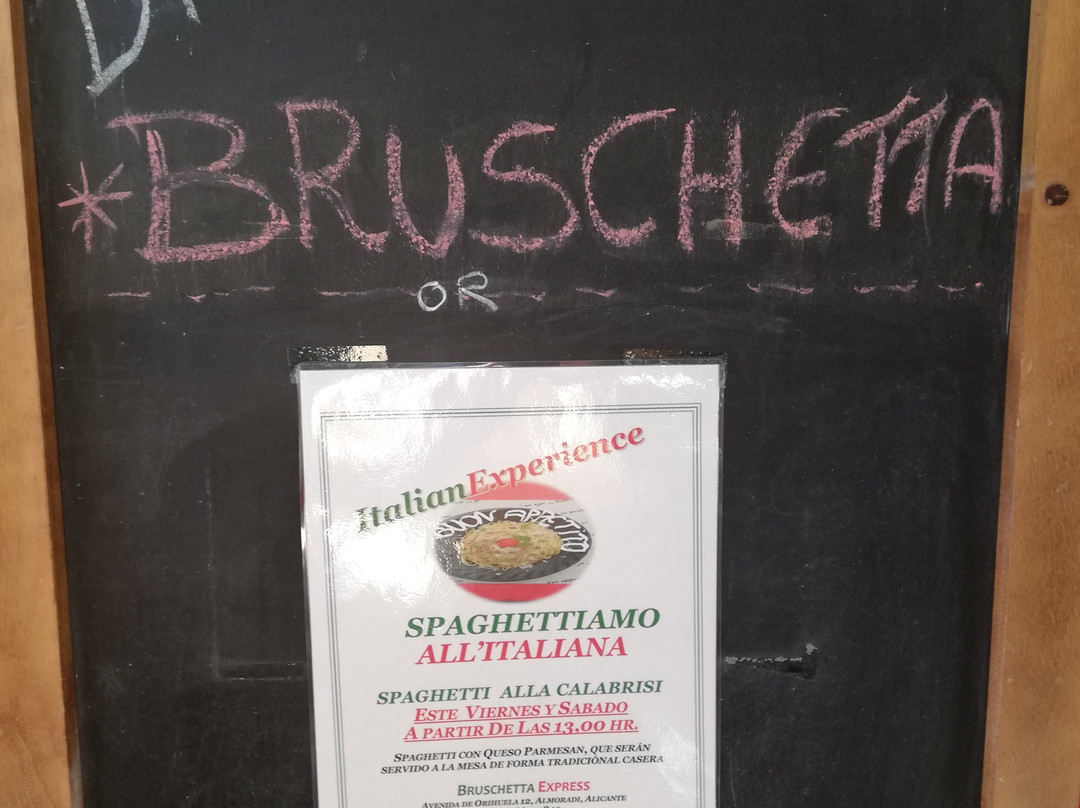 * BRUSCHETTA
OR
ItalianExperience
BUON APPETITO
SPAGHETTIAMO
ALL'ITALIANA
SPAGHETTI ALLA CALABRISI
ESTE VIERNES Y SABADO
A PARTIR DE LAS 13,00 HR.
SPAGHETTI CON QUESO PARMESAN, QUE SERÁN
SERVIDO A LA MESA DE FORMA TRADICIÓNAL CASERA
BRUSCHETTA EXPRESS
AVENIDA DE ORIHUELA 12, ALMORADI, ALICANTE